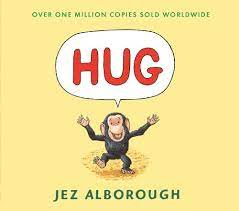 OVER ONE MILLION COPIES SOLD WORLDWIDE
HUG
JEZ ALBOROUGH